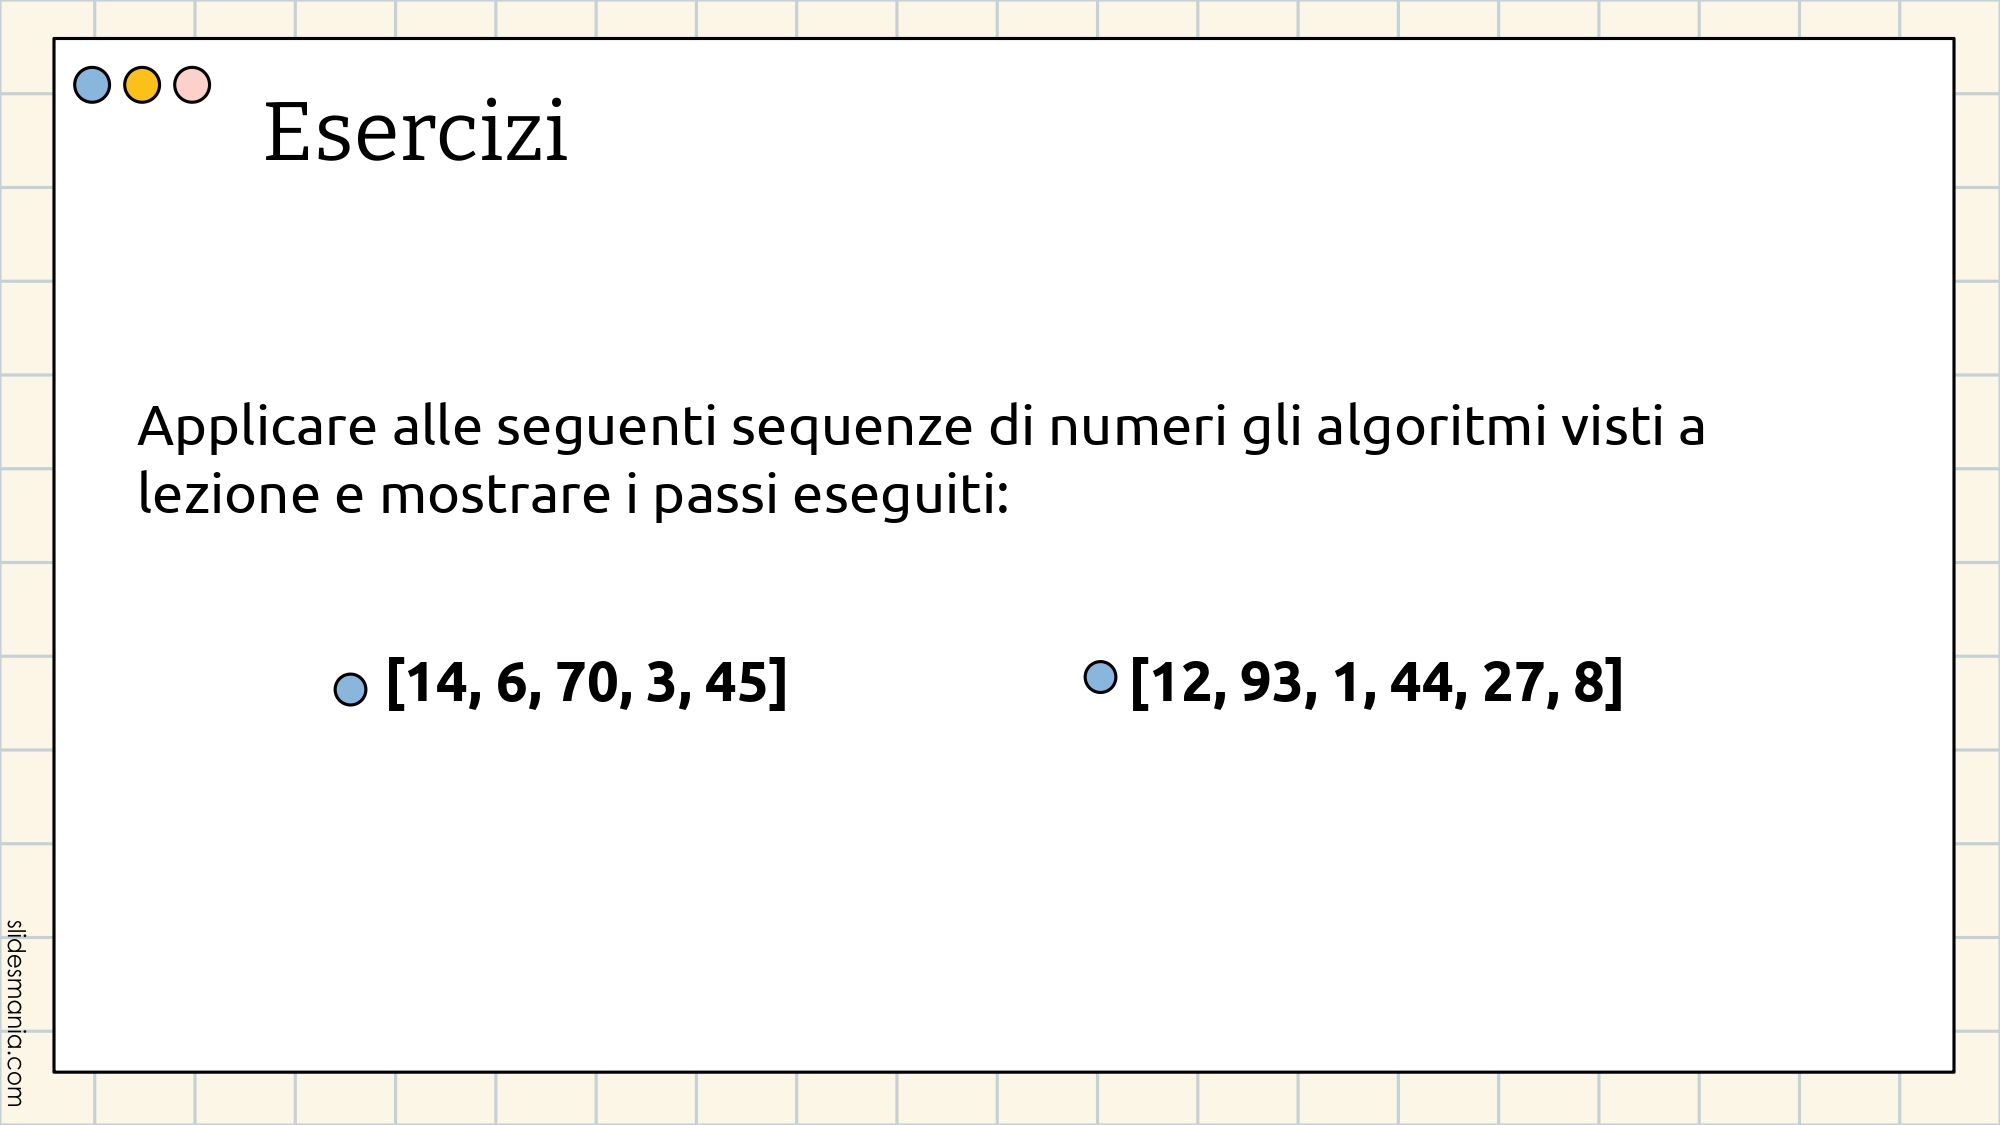 Esercizi
Applicare alle seguenti sequenze di numeri gli algoritmi visti a
lezione e mostrare i passi eseguiti:
[14, 6, 70, 3, 45]
[12, 93, 1, 44, 27, 8]
slidesmania.com